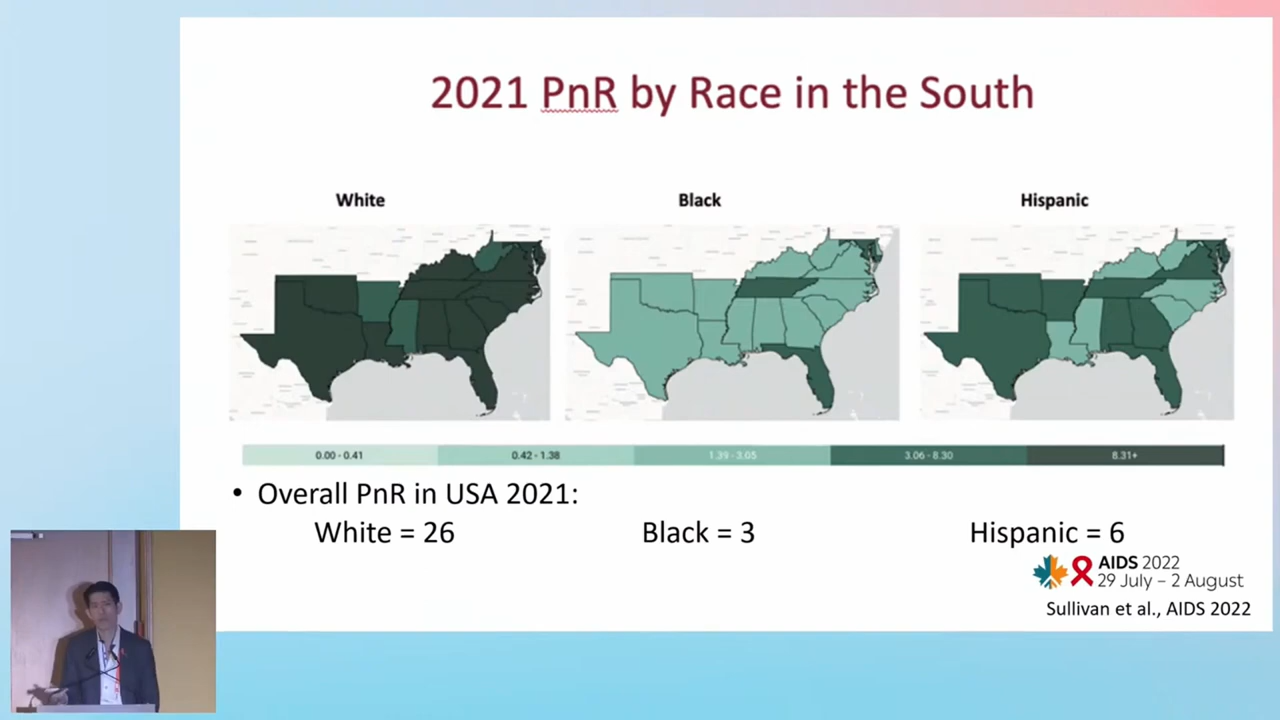 2021 PnR by Race in the South
White
Black
Hispanic
0.00 - 0.41
0.42 - 1.38
1.39 - 3.05
3.06 - 8.30
8.31+
• Overall PnR in USA 2021:
White = 26
Black = 3
Hispanic = 6
AIDS 2022
29 July – 2 August
Sullivan et al., AIDS 2022